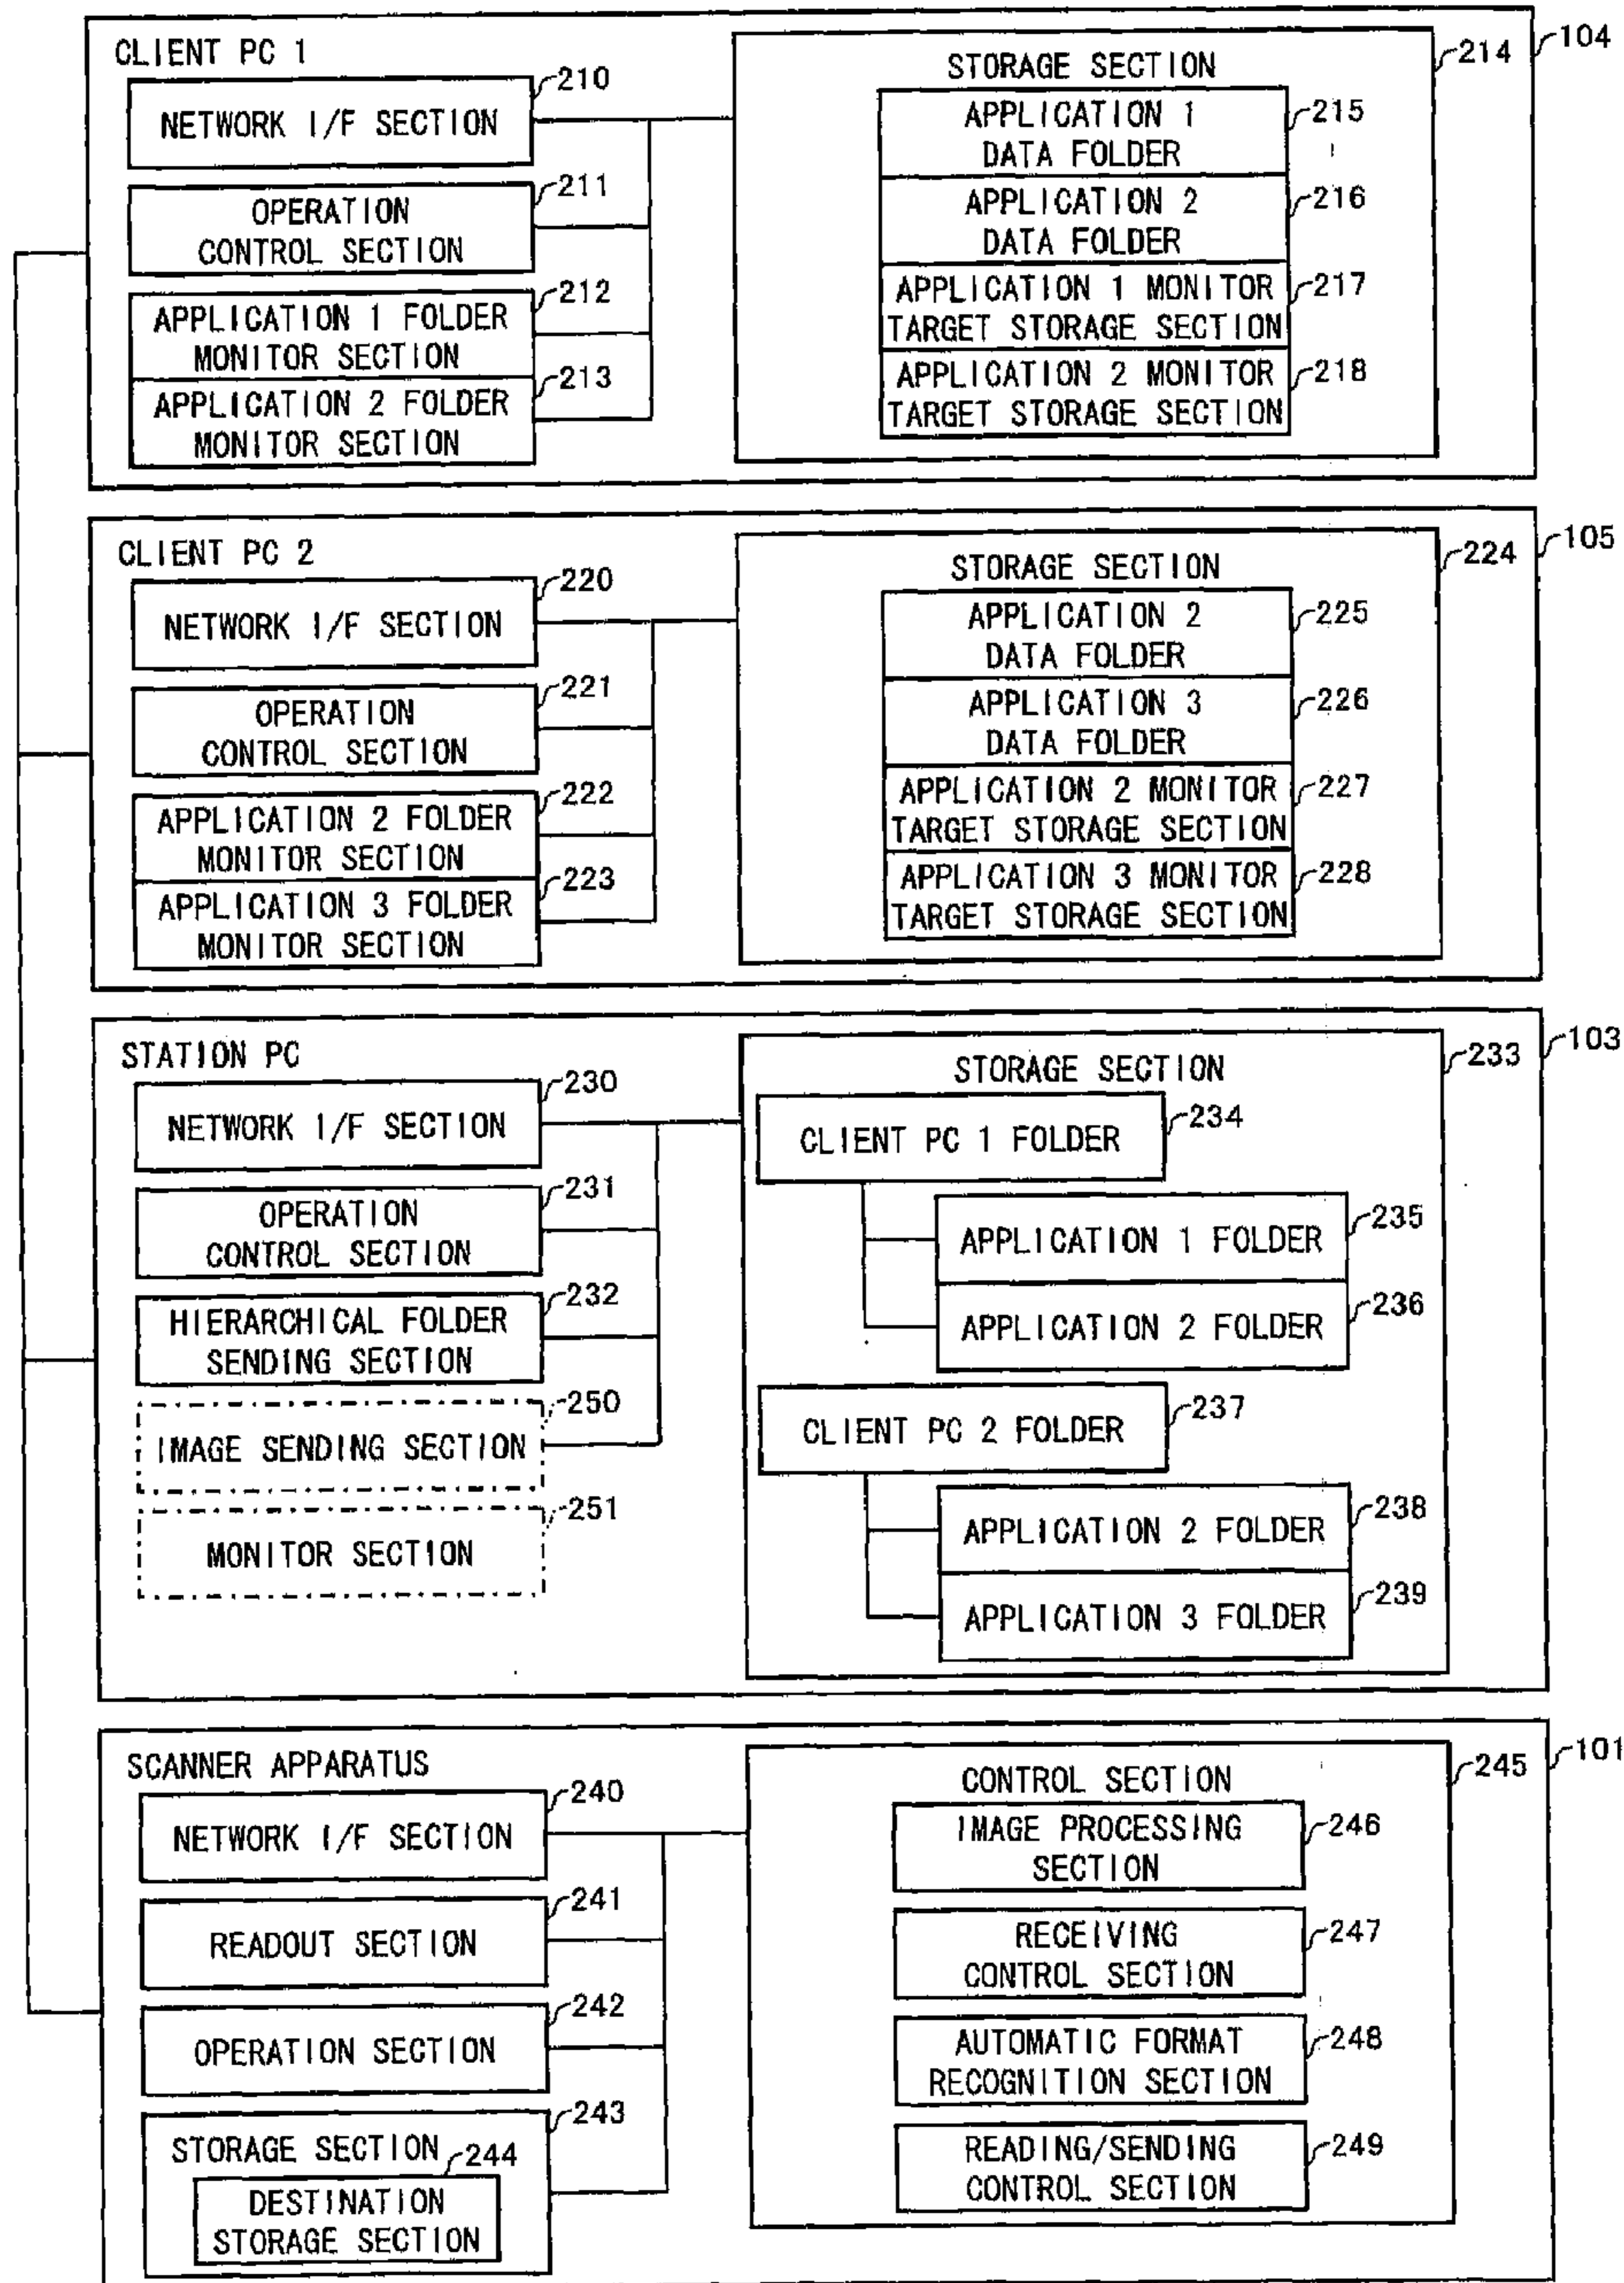 CLIENT PC 1
104
NETWORK I/F SECTION
210
OPERATION
CONTROL SECTION
211
APPLICATION 1 FOLDER
MONITOR SECTION
212
APPLICATION 2 FOLDER
MONITOR SECTION
213
STORAGE SECTION
214
APPLICATION 1
DATA FOLDER
215
APPLICATION 2
DATA FOLDER
216
APPLICATION 1 MONITOR
TARGET STORAGE SECTION
217
APPLICATION 2 MONITOR
TARGET STORAGE SECTION
218
CLIENT PC 2
105
NETWORK I/F SECTION
220
OPERATION
CONTROL SECTION
221
APPLICATION 2 FOLDER
MONITOR SECTION
222
APPLICATION 3 FOLDER
MONITOR SECTION
223
STORAGE SECTION
224
APPLICATION 2
DATA FOLDER
225
APPLICATION 3
DATA FOLDER
226
APPLICATION 2 MONITOR
TARGET STORAGE SECTION
227
APPLICATION 3 MONITOR
TARGET STORAGE SECTION
228
STATION PC
103
NETWORK I/F SECTION
230
OPERATION
CONTROL SECTION
231
HIERARCHICAL FOLDER
SENDING SECTION
232
IMAGE SENDING SECTION
250
MONITOR SECTION
251
STORAGE SECTION
233
CLIENT PC 1 FOLDER
234
APPLICATION 1 FOLDER
235
APPLICATION 2 FOLDER
236
CLIENT PC 2 FOLDER
237
APPLICATION 2 FOLDER
238
APPLICATION 3 FOLDER
239
SCANNER APPARATUS
101
NETWORK I/F SECTION
240
READOUT SECTION
241
OPERATION SECTION
242
STORAGE SECTION
243
DESTINATION
STORAGE SECTION
244
CONTROL SECTION
245
IMAGE PROCESSING
SECTION
246
RECEIVING
CONTROL SECTION
247
AUTOMATIC FORMAT
RECOGNITION SECTION
248
READING/SENDING
CONTROL SECTION
249